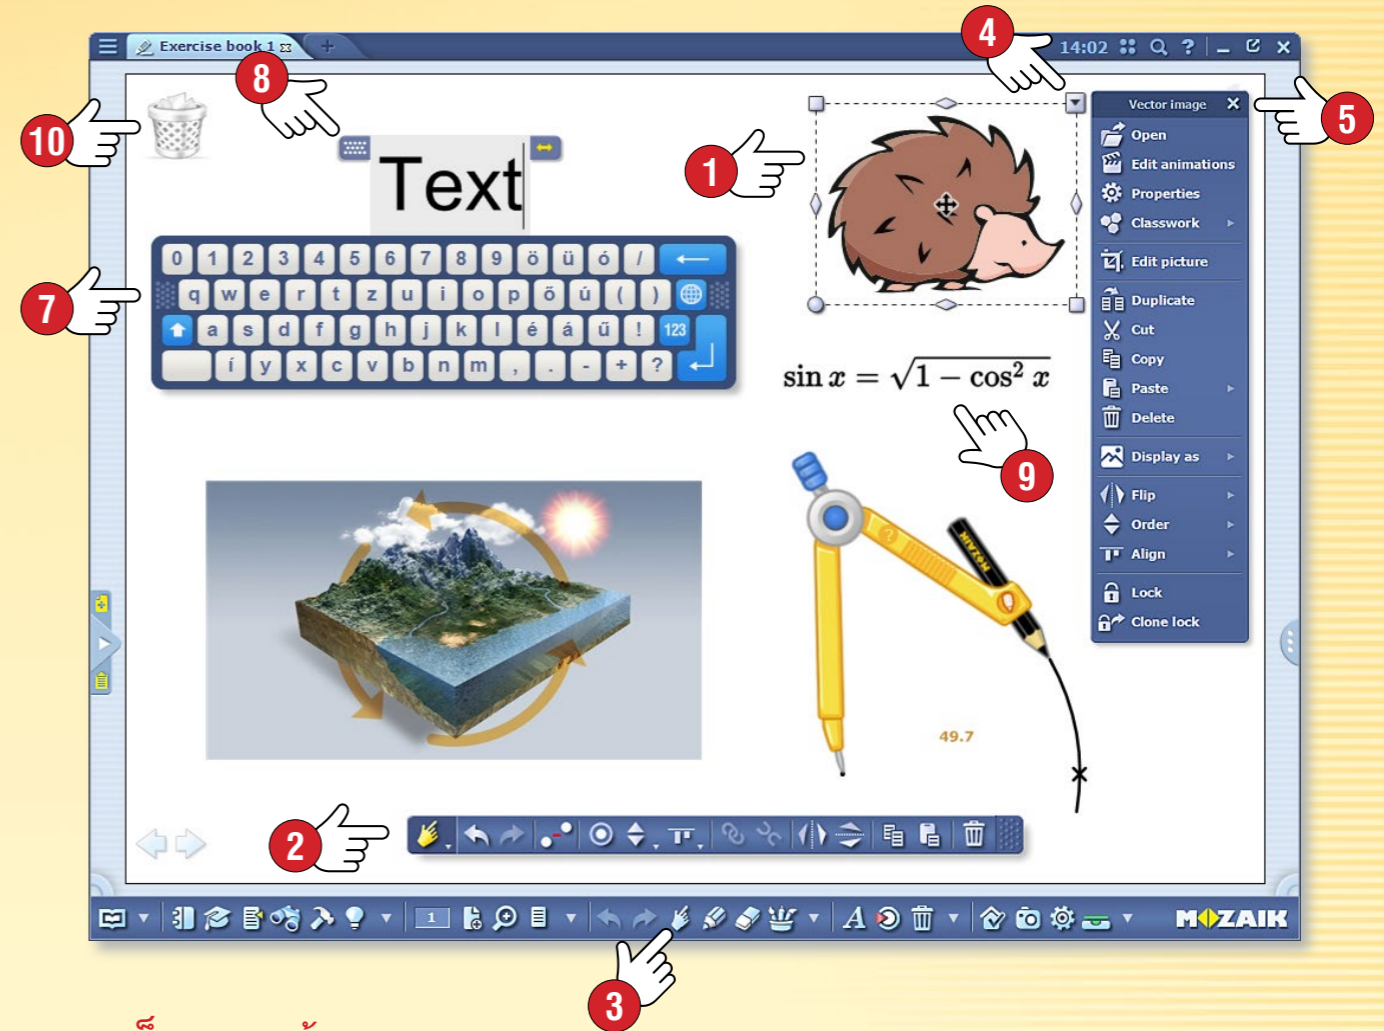 Exercise book 1
14:02
?
4
8
10
5
1
Vector image
Open
Edit animations
Properties
Classwork
Edit picture
Duplicate
Cut
Copy
Paste
Delete
Display as
Flip
Order
Align
Lock
Clone lock
Text
0 1 2 3 4 5 6 7 8 9 ö ü ó /
q w e r t z u i o p ő ú ( )
a s d f g h j k l é á ű ! 123
í y x c v b n m , . - + ?
7
sin x = √1 − cos² x
9
MOZAIK
49.7
2
1
A
MOZAIK
3